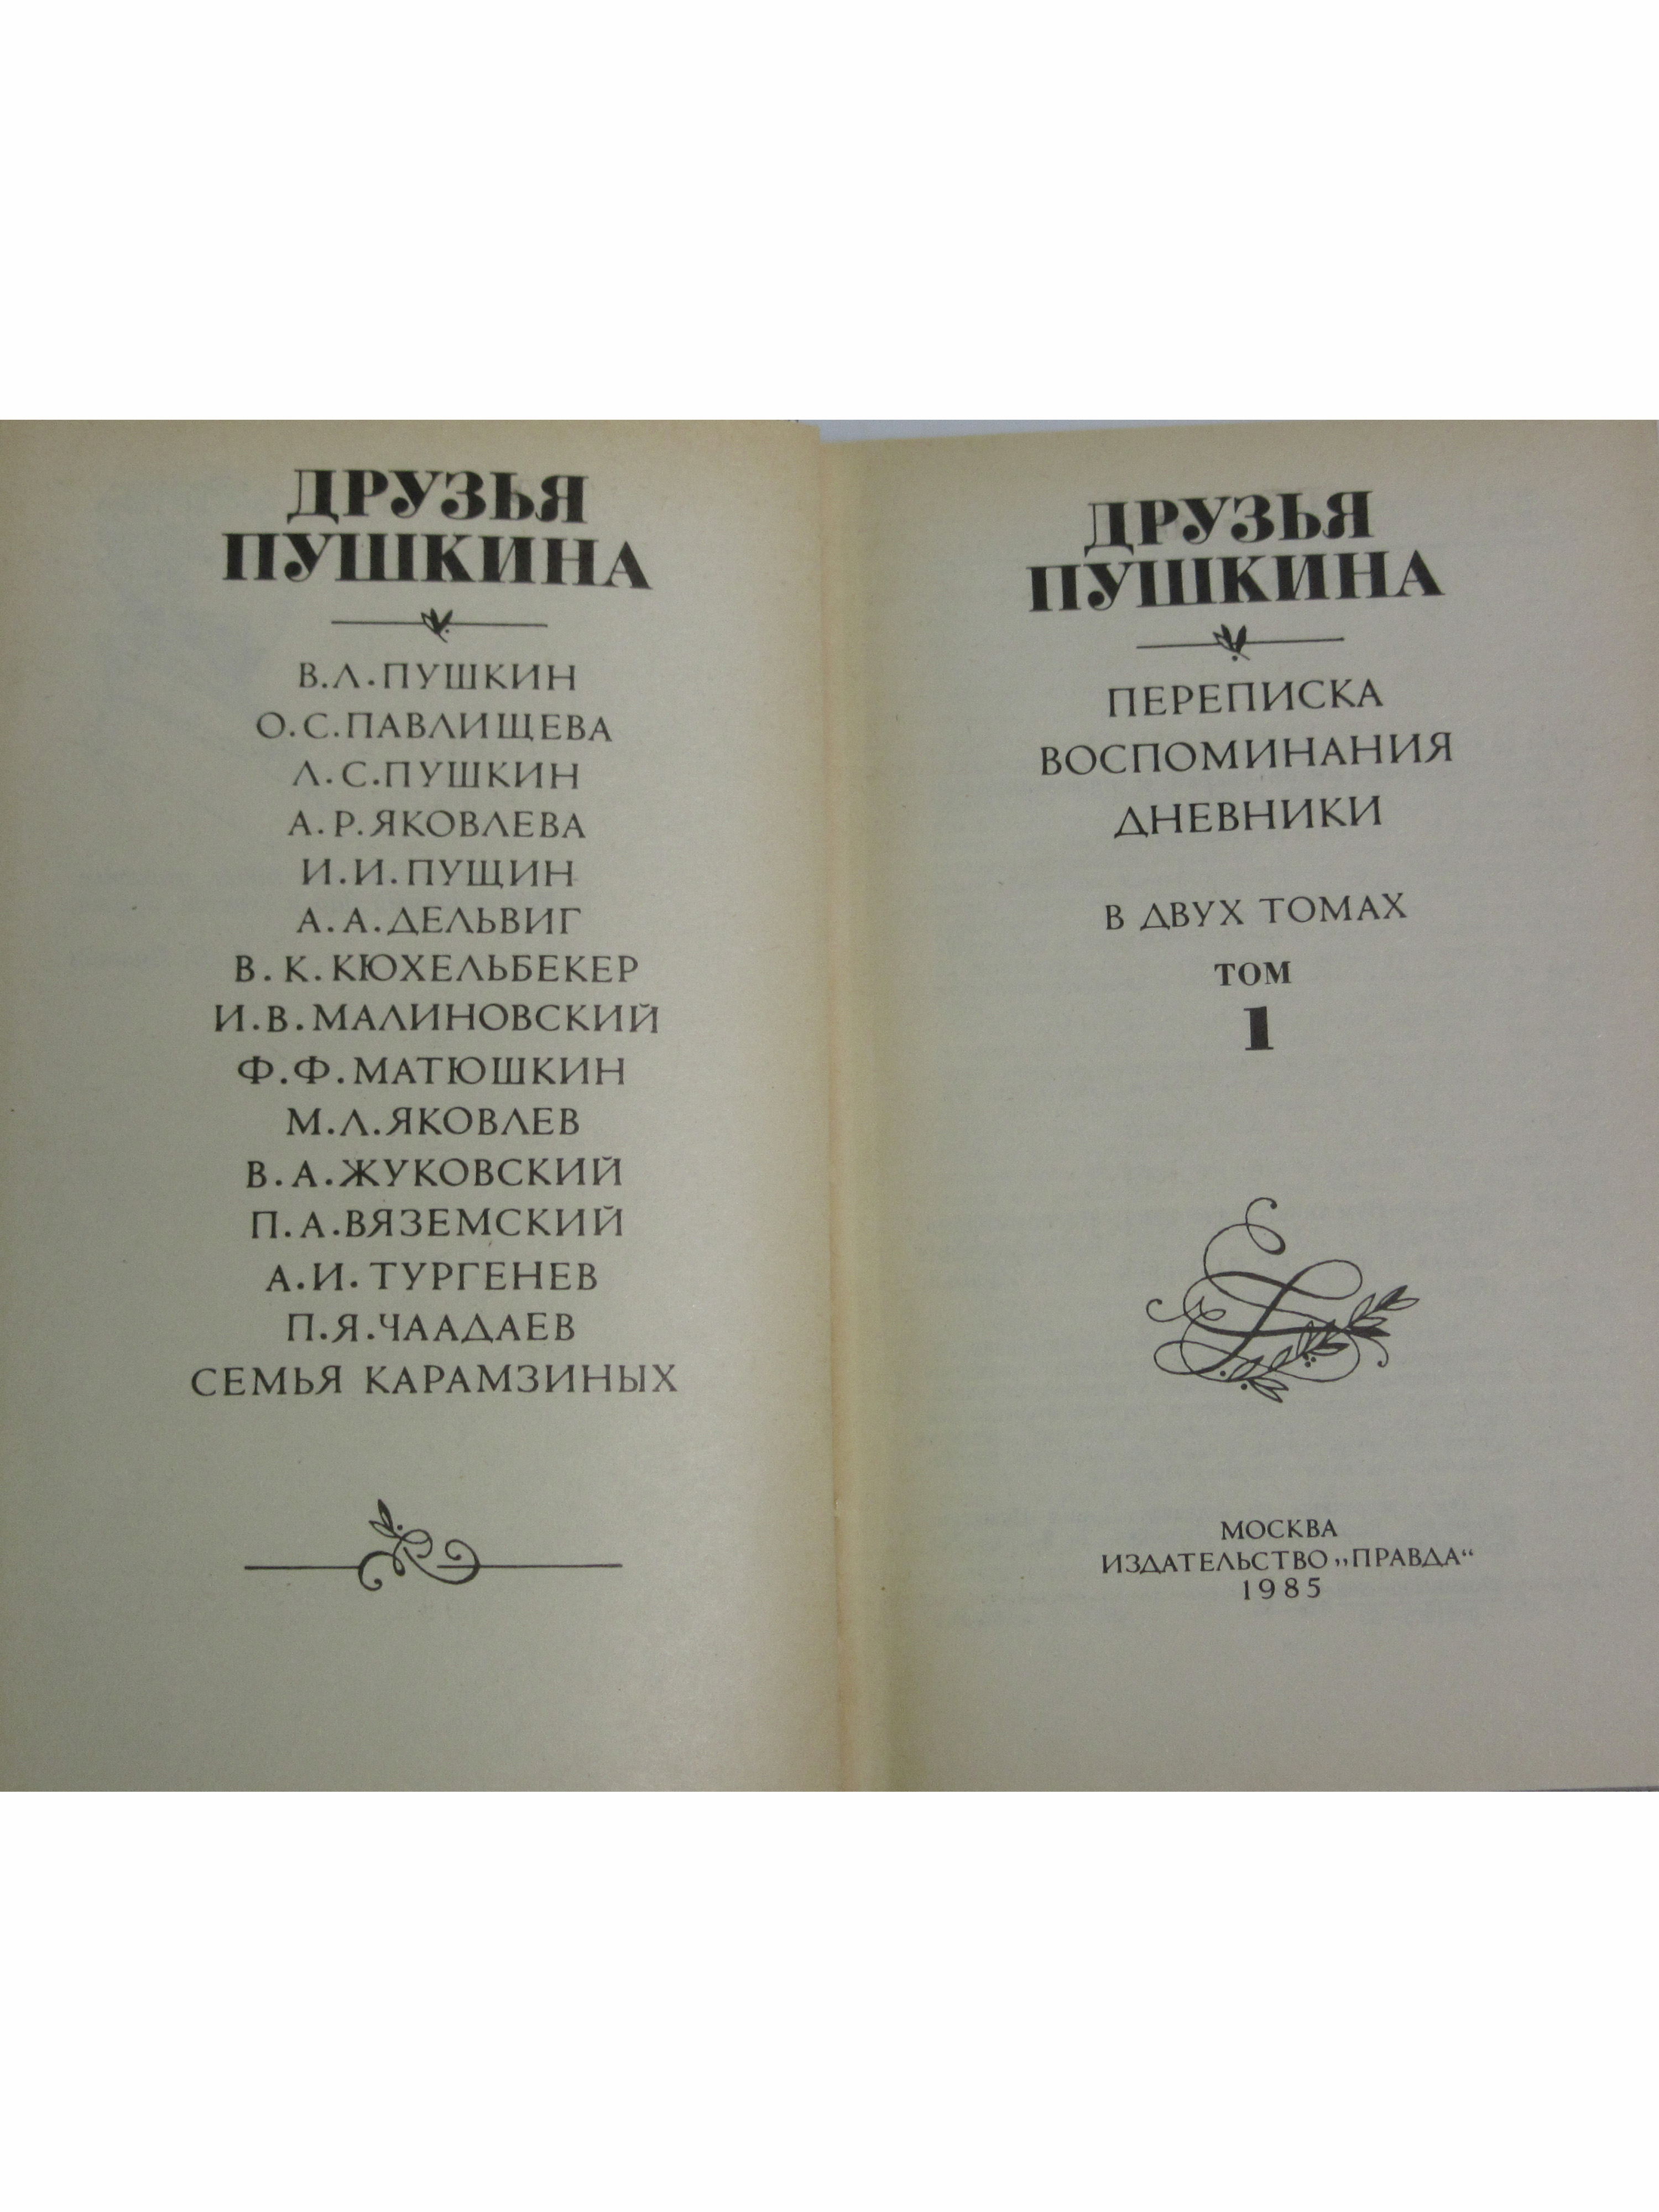 ДРУЗЬЯ
ПУШКИНА
В.Л.ПУШКИН
О.С.ПАВЛИЩЕВА
Л.С.ПУШКИН
А.Р.ЯКОВЛЕВА
И.И.ПУЩИН
А.А.ДЕЛЬВИГ
В.К.КЮХЕЛЬБЕКЕР
И.В.МАЛИНОВСКИЙ
Ф.Ф.МАТЮШКИН
М.Л.ЯКОВЛЕВ
В.А.ЖУКОВСКИЙ
П.А.ВЯЗЕМСКИЙ
А.И.ТУРГЕНЕВ
П.Я.ЧААДАЕВ
СЕМЬЯ КАРАМЗИНЫХ
ДРУЗЬЯ
ПУШКИНА
ПЕРЕПИСКА
ВОСПОМИНАНИЯ
ДНЕВНИКИ
В ДВУХ ТОМАХ
ТОМ
1
МОСКВА
ИЗДАТЕЛЬСТВО „ПРАВДА“
1985